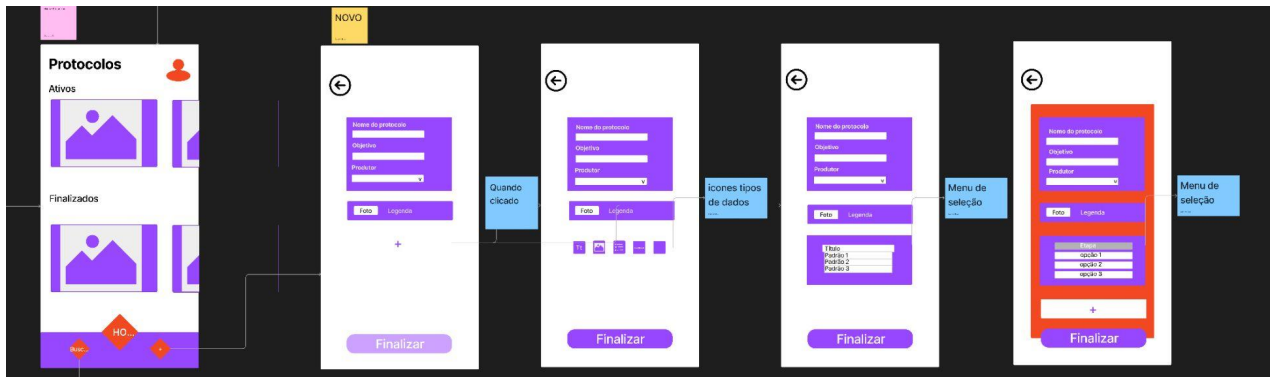 NOVO
Protocolos
Ativos
Finalizados
HO...
Busc...
+
Nome do protocolo
Objetivo
Produtor
v
Foto Legenda
+
Finalizar
Quando
clicado
Nome do protocolo
Objetivo
Produtor
v
Foto Legenda
Tt
Finalizar
ícones tipos
de dados
Nome do protocolo
Objetivo
Produtor
v
Foto Legenda
Título
Padrão 1
Padrão 2
Padrão 3
Finalizar
Menu de
seleção
Nome do protocolo
Objetivo
Produtor
v
Foto Legenda
Etapa
opção 1
opção 2
opção 3
+
Finalizar
Menu de
seleção